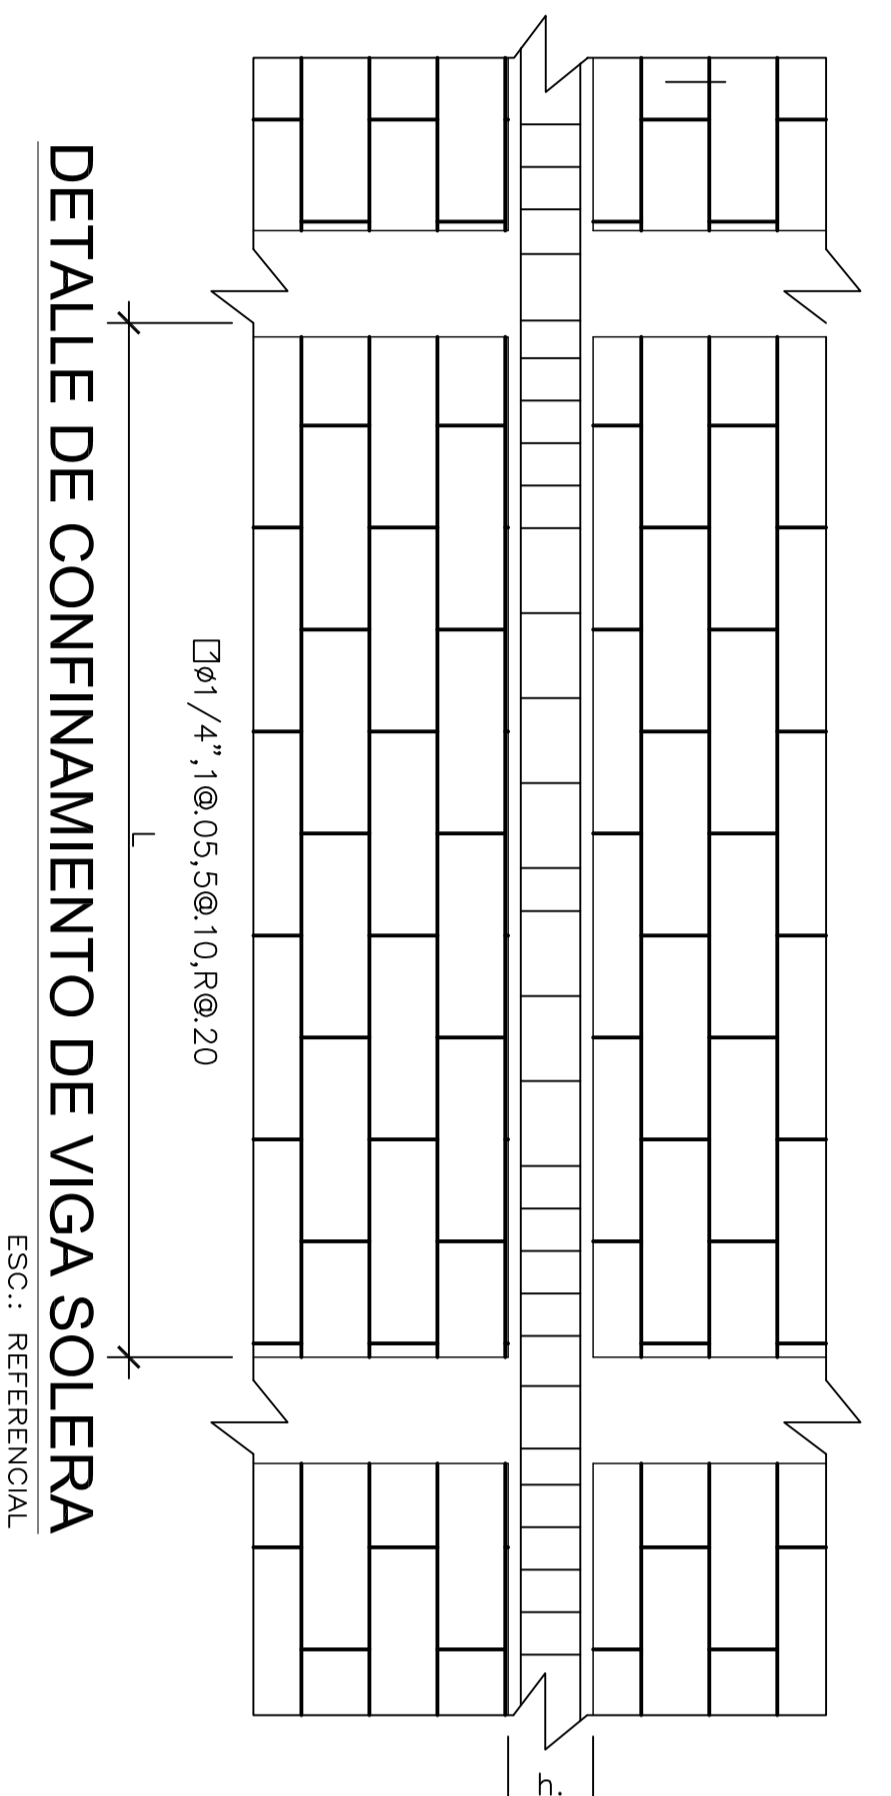 h.
□ø1/4",1@.05,5@.10,R@.20
L
DETALLE DE CONFINAMIENTO DE VIGA SOLERA
ESC.: REFERENCIAL